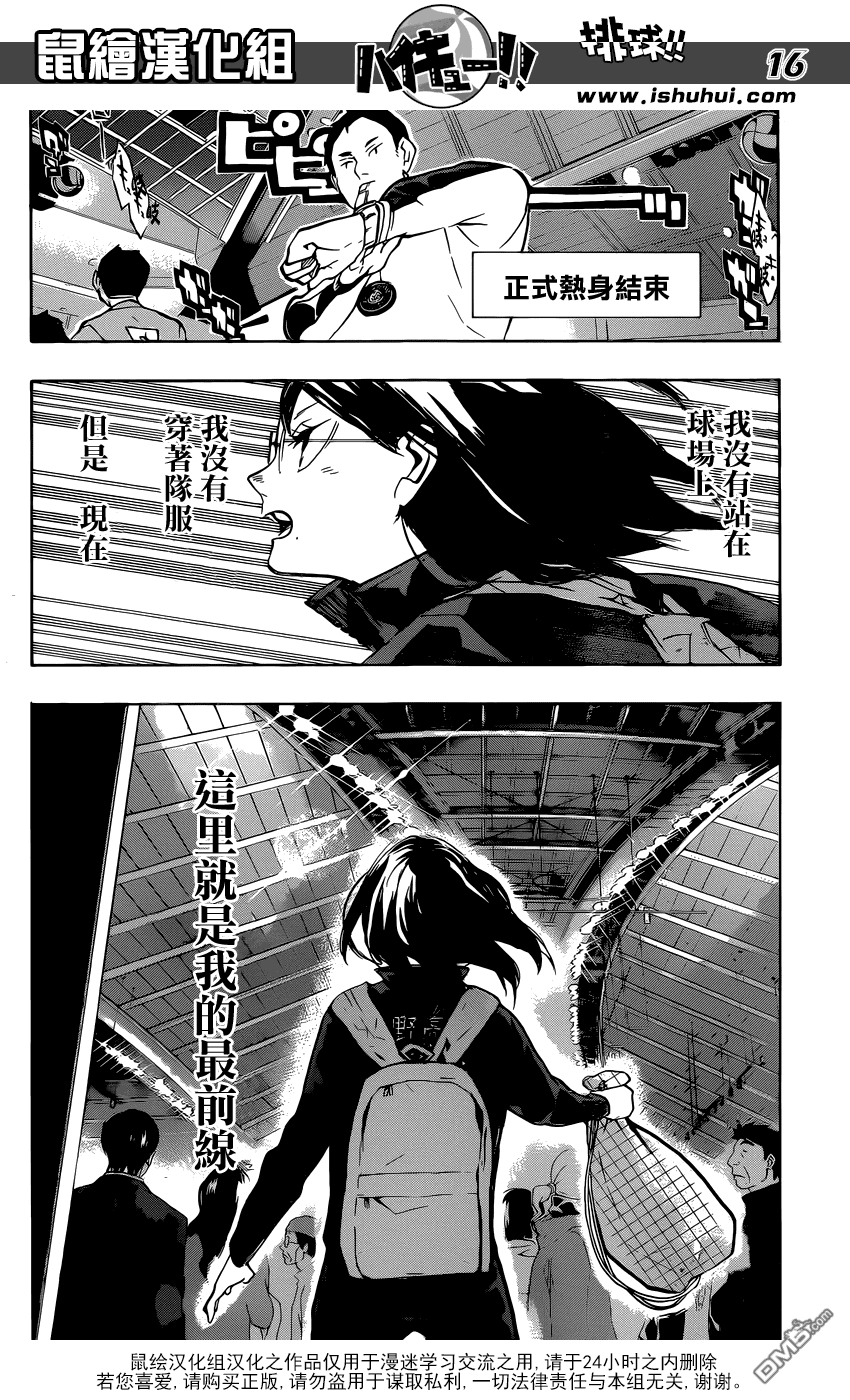 鼠繪漢化組
ハイキュー!!
排球!!
16
www.ishuhui.com
ピピー
正式熱身結束
我沒有站在
球場上
我沒有
穿著隊服
但是 現在
這里就是我的最前線
野高
鼠绘汉化组汉化之作品仅用于漫迷学习交流之用, 请于24小时之内删除
若您喜爱, 请购买正版, 请勿盗用于谋取私利, 一切法律责任与本组无关, 谢谢.
DM5.com